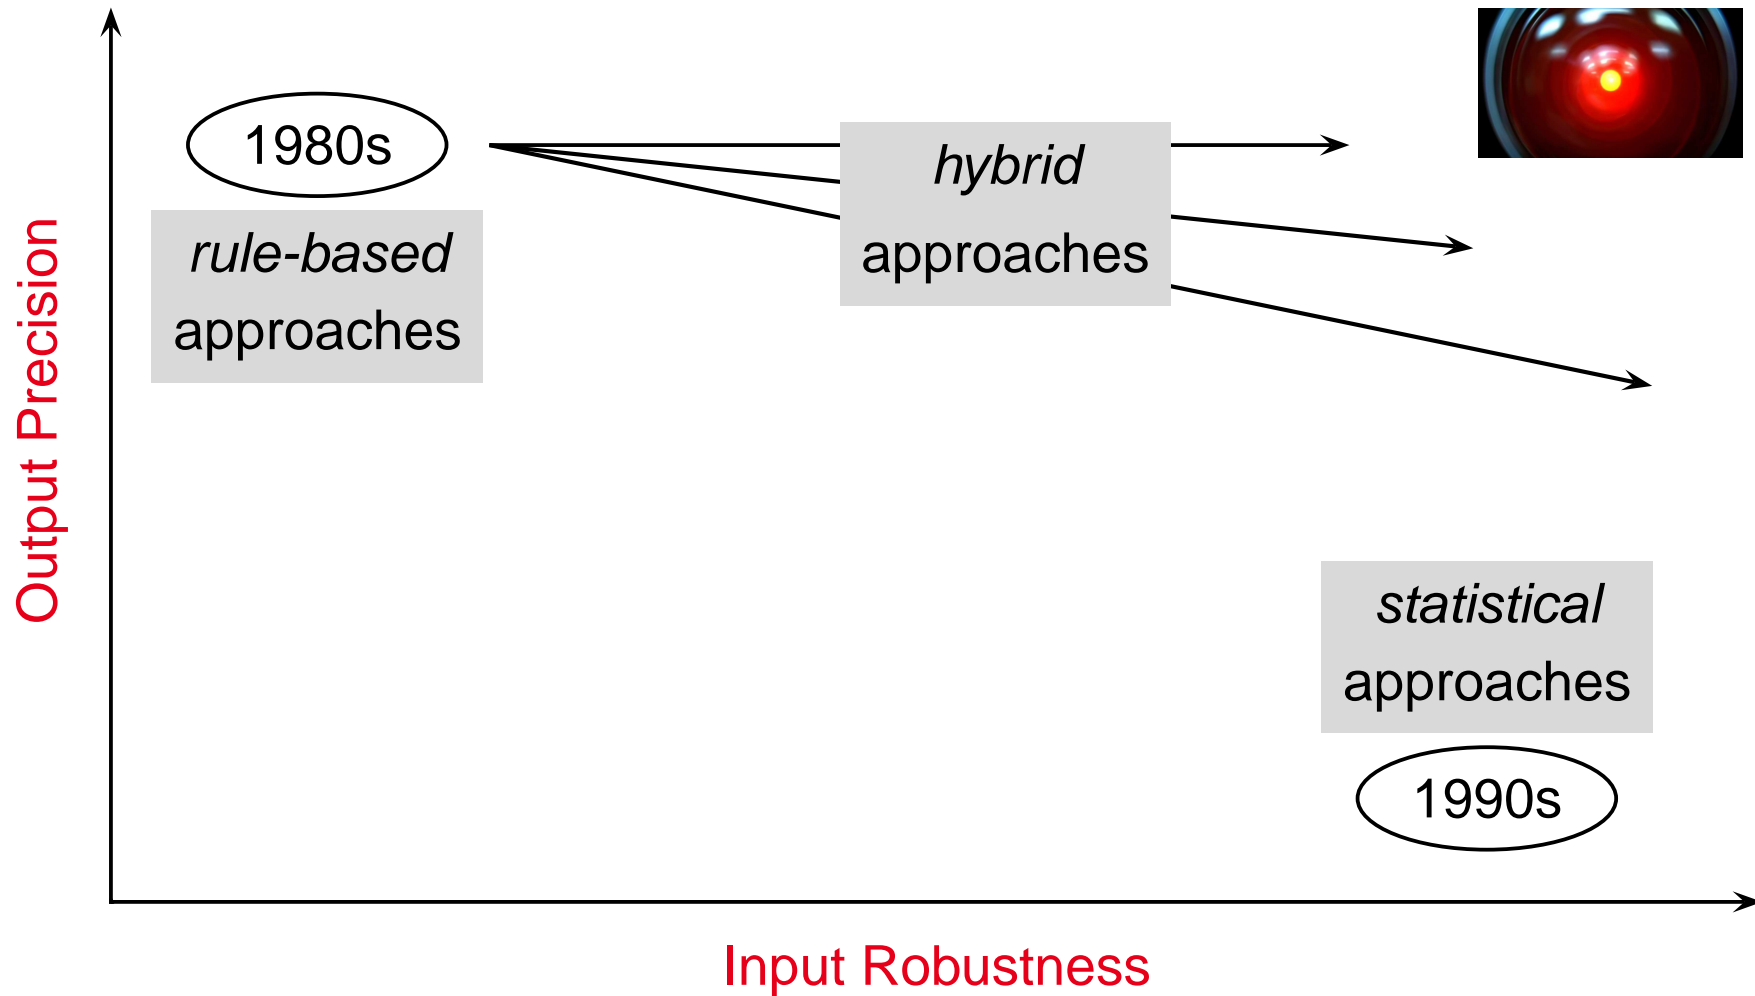 1980s
rule-based
approaches
hybrid
approaches
statistical
approaches
1990s
Output Precision
Input Robustness